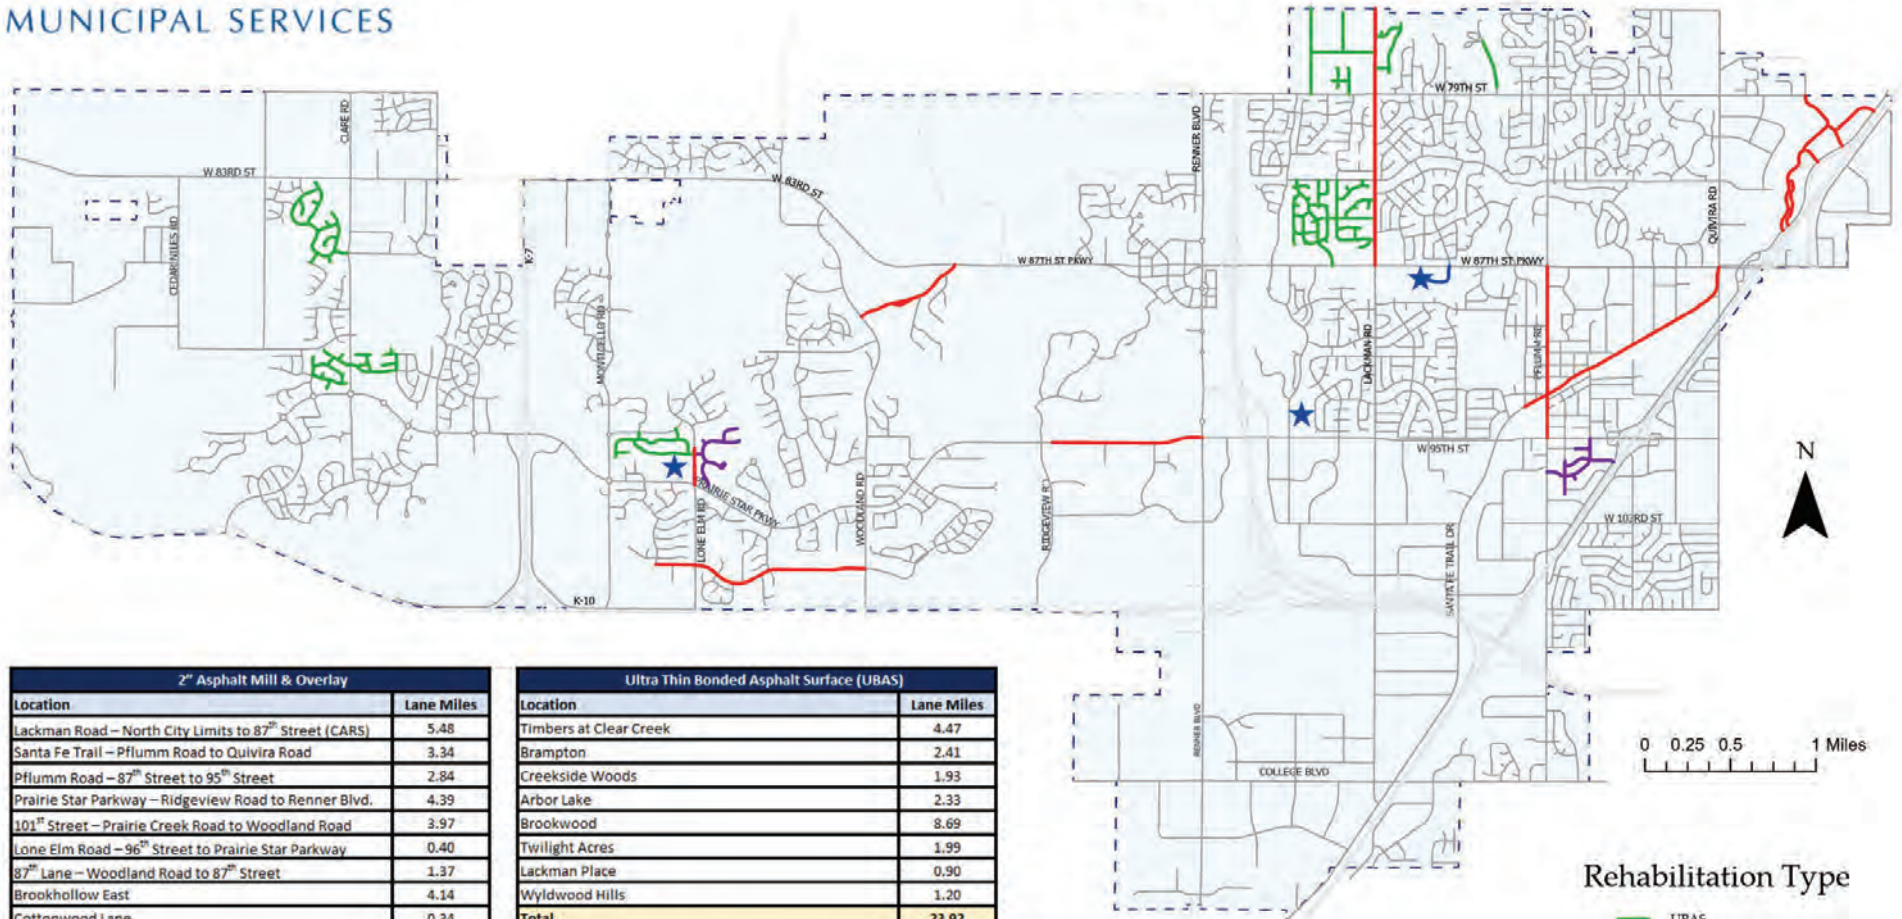 MUNICIPAL SERVICES
W 79TH ST
CLARE RD
RENNER BLVD
W 83RD ST
W 83RD ST
QUIVIRA RD
CEDAR NILES RD
K-7
W 87TH ST PKWY
W 87TH ST PKWY
MONTICELLO RD
LACKMAN RD
PFLUMM RD
W 95TH ST
N
PRAIRIE STAR PKWY
LONE ELM RD
WOODLAND RD
RIDGEVIEW R
W 103RD ST
SANTA FE TRAIL DR
K-10
RENNER BLVD
COLLEGE BLVD
0 0.25 0.5 1 Miles
2" Asphalt Mill & Overlay
Location Lane Miles
Lackman Road – North City Limits to 87th Street (CARS) 5.48
Santa Fe Trail – Pflumm Road to Quivira Road 3.34
Pflumm Road – 87th Street to 95th Street 2.84
Prairie Star Parkway – Ridgeview Road to Renner Blvd. 4.39
101st Street – Prairie Creek Road to Woodland Road 3.97
Lone Elm Road – 96th Street to Prairie Star Parkway 0.40
87th Lane – Woodland Road to 87th Street 1.37
Brookhollow East 4.14
Cottonwood Lane 0.34
Ultra Thin Bonded Asphalt Surface (UBAS)
Location Lane Miles
Timbers at Clear Creek 4.47
Brampton 2.41
Creekside Woods 1.93
Arbor Lake 2.33
Brookwood 8.69
Twilight Acres 1.99
Lackman Place 0.90
Wyldwood Hills 1.20
Total 23.92
Rehabilitation Type
UBAS